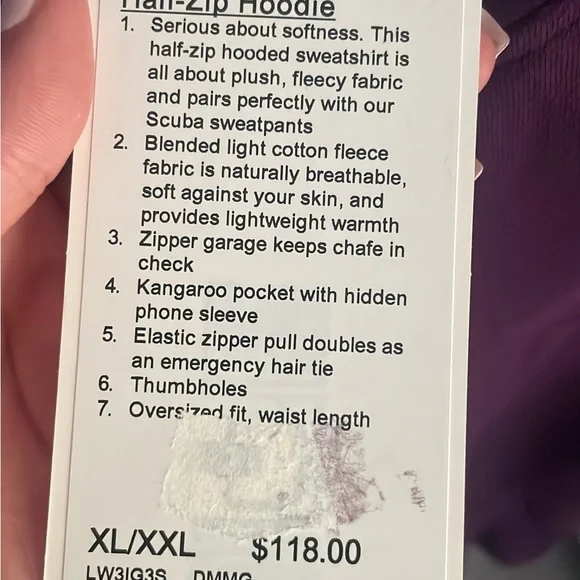 Half-Zip Hoodie
1. Serious about softness. This
half-zip hooded sweatshirt is
all about plush, fleecy fabric
and pairs perfectly with our
Scuba sweatpants
2. Blended light cotton fleece
fabric is naturally breathable,
soft against your skin, and
provides lightweight warmth
3. Zipper garage keeps chafe in
check
4. Kangaroo pocket with hidden
phone sleeve
5. Elastic zipper pull doubles as
an emergency hair tie
6. Thumbholes
7. Oversized fit, waist length
XL/XXL $118.00
LW3IG3S DMMG